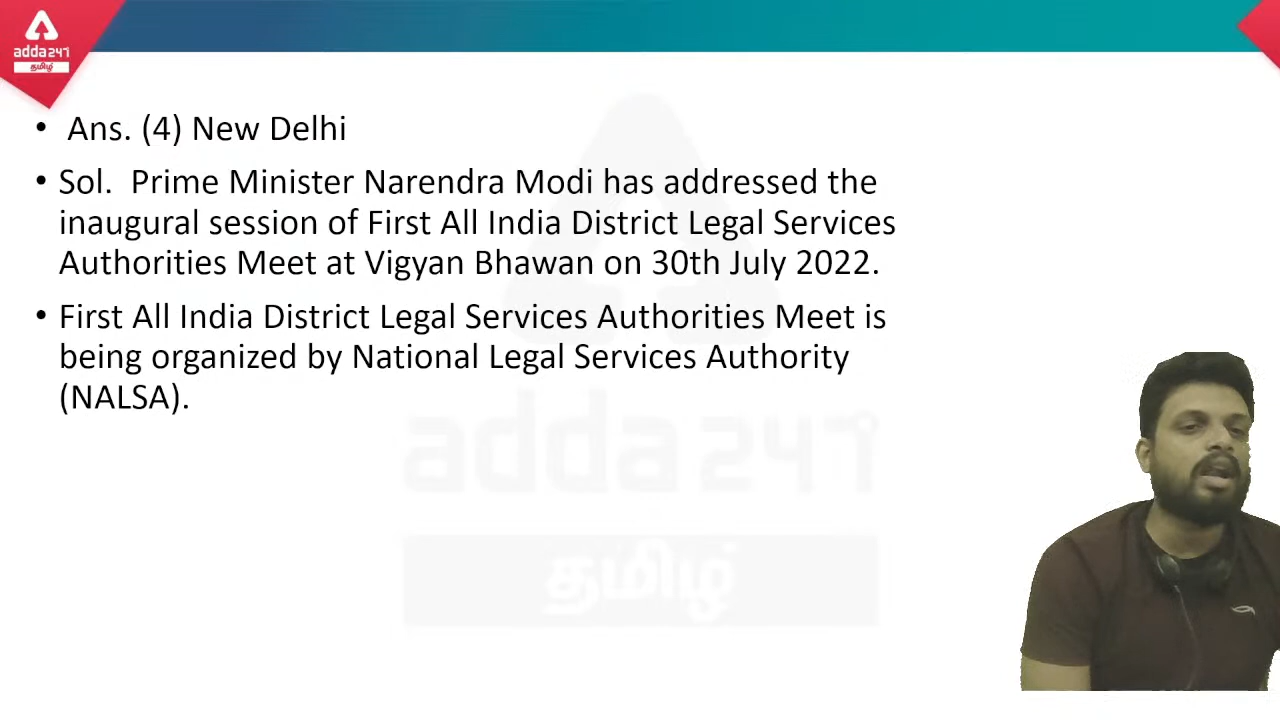 adda247
தமிழ்
• Ans. (4) New Delhi
• Sol. Prime Minister Narendra Modi has addressed the
inaugural session of First All India District Legal Services
Authorities Meet at Vigyan Bhawan on 30th July 2022.
• First All India District Legal Services Authorities Meet is
being organized by National Legal Services Authority
(NALSA).
adda247
தமிழ்